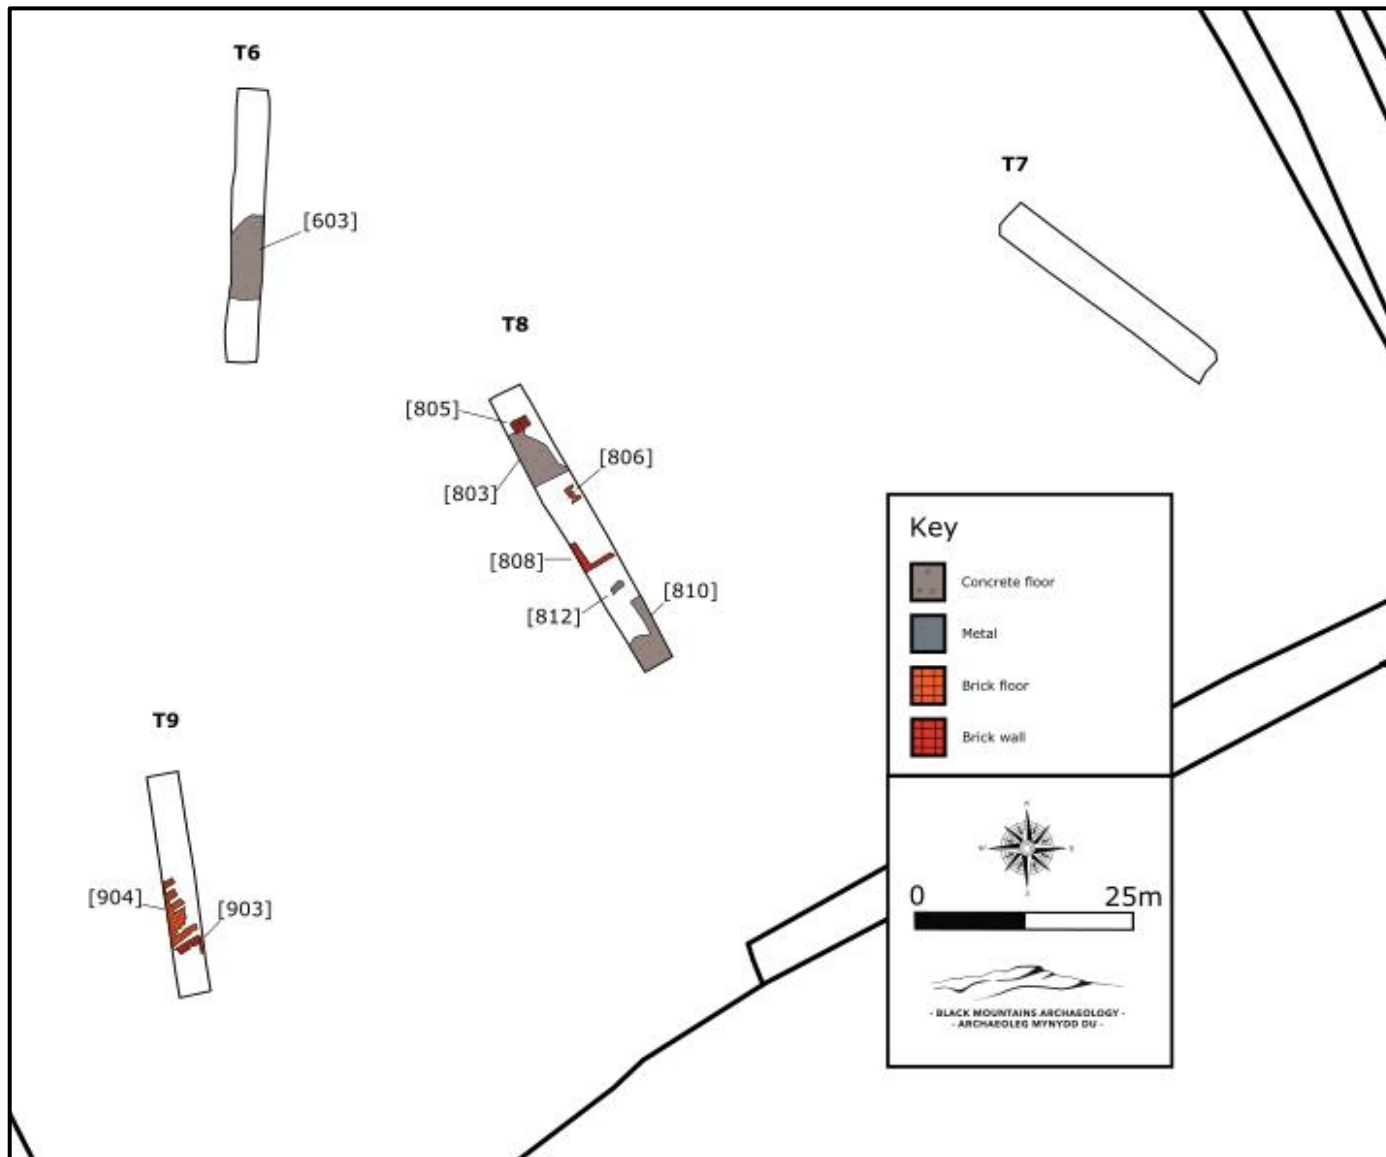 T6
[603]
T7
T8
[805]
[806]
[803]
[808]
[810]
[812]
T9
[904]
[903]
Key
Concrete floor
Metal
Brick floor
Brick wall
N
W
E
S
0 25m
- BLACK MOUNTAINS ARCHAEOLOGY -
- ARCHAEOLEG MYNYDD DU -